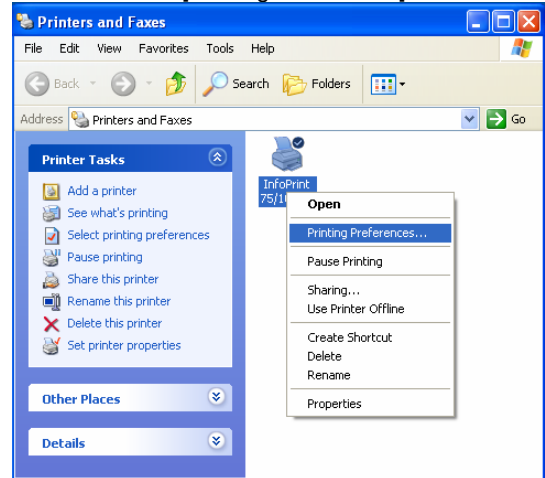 Printers and Faxes
File Edit View Favorites Tools Help
Back Search Folders
Address Printers and Faxes Go
Printer Tasks
Add a printer
See what's printing
Select printing preferences
Pause printing
Share this printer
Rename this printer
Delete this printer
Set printer properties
Other Places
Details
InfoPrint
Open
Printing Preferences...
Pause Printing
Sharing...
Use Printer Offline
Create Shortcut
Delete
Rename
Properties